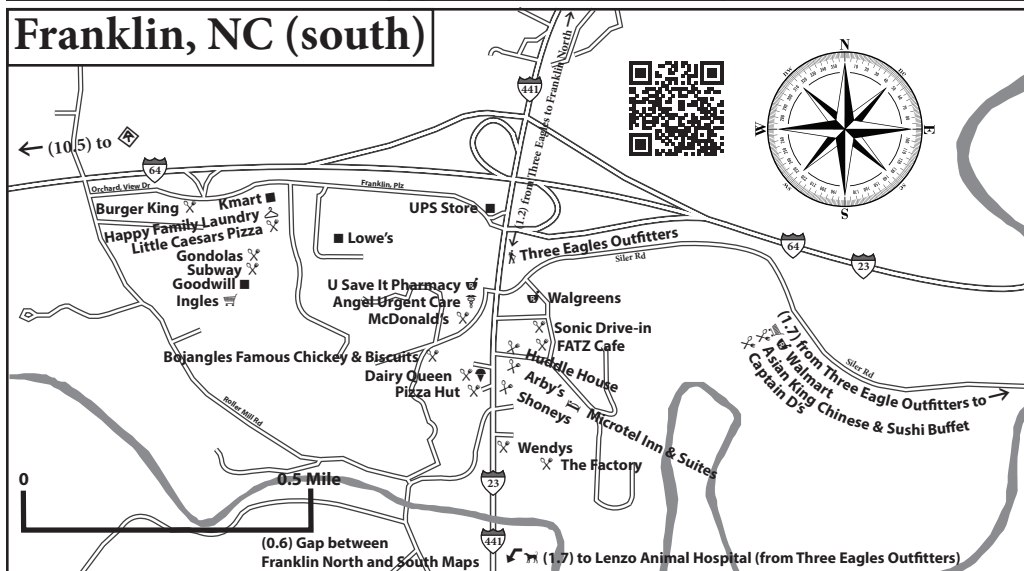 Franklin, NC (south)
441
(1.2) from Three Eagles to Franklin North
N
NE
E
SE
S
SW
W
NW
(10.5) to
R
64
Orchard, View Dr
Franklin, Plz
Burger King
Kmart
Happy Family Laundry
Little Caesars Pizza
Gondolas
Subway
Goodwill
Ingles
UPS Store
Lowe's
Three Eagles Outfitters
Siler Rd
64
23
U Save It Pharmacy
Angel Urgent Care
McDonald's
Walgreens
Sonic Drive-in
FATZ Cafe
Bojangles Famous Chickey & Biscuits
Huddle House
Dairy Queen
Pizza Hut
Arby's
Shoneys
Microtel Inn & Suites
(1.7) from Three Eagle Outfitters to
Walmart
Asian King Chinese & Sushi Buffet
Captain D's
Siler Rd
Roller Mill Rd
Wendys
The Factory
0
0.5 Mile
23
441
(0.6) Gap between
Franklin North and South Maps
(1.7) to Lenzo Animal Hospital (from Three Eagles Outfitters)